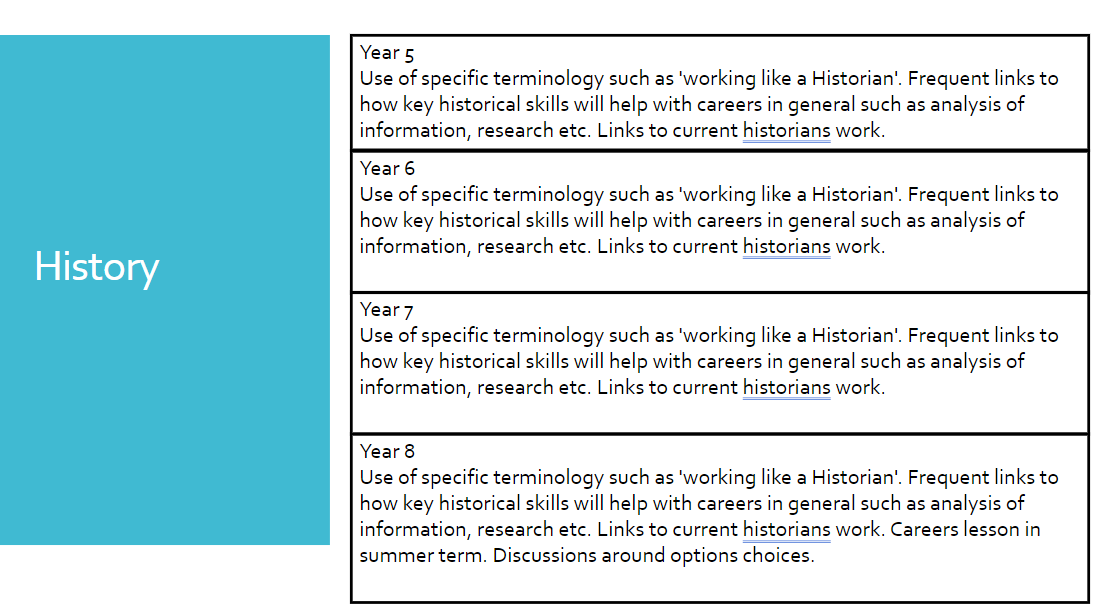 History
Year 5
Use of specific terminology such as 'working like a Historian'. Frequent links to
how key historical skills will help with careers in general such as analysis of
information, research etc. Links to current historians work.
Year 6
Use of specific terminology such as 'working like a Historian'. Frequent links to
how key historical skills will help with careers in general such as analysis of
information, research etc. Links to current historians work.
Year 7
Use of specific terminology such as 'working like a Historian'. Frequent links to
how key historical skills will help with careers in general such as analysis of
information, research etc. Links to current historians work.
Year 8
Use of specific terminology such as 'working like a Historian'. Frequent links to
how key historical skills will help with careers in general such as analysis of
information, research etc. Links to current historians work. Careers lesson in
summer term. Discussions around options choices.